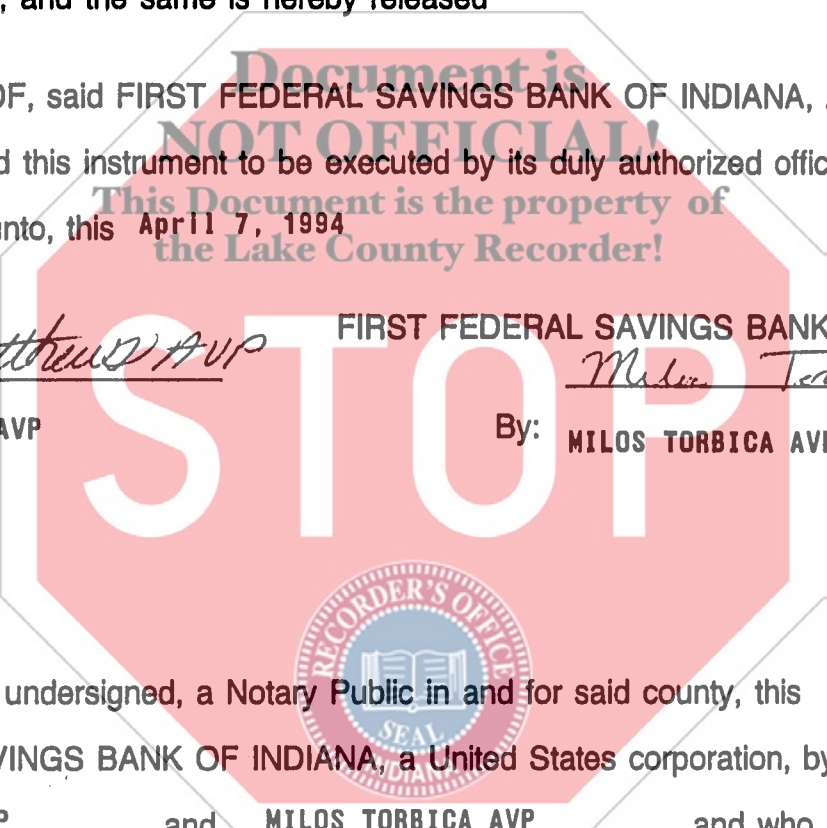 , and the same is hereby released
Document is
OF, said FIRST FEDERAL SAVINGS BANK OF INDIANA,
NOT OFFICIAL!
d this instrument to be executed by its duly authorized offic
This Document is the property of
nto, this April 7, 1994
the Lake County Recorder!
FIRST FEDERAL SAVINGS BANK
AVP
Milos
AVP
By: MILOS TORBICA AVP
STOP
RECORDER'S OFFICE
SEAL
INDIANA
undersigned, a Notary Public in and for said county, this
VINGS BANK OF INDIANA, a United States corporation, by
P and MILOS TORBICA AVP and who